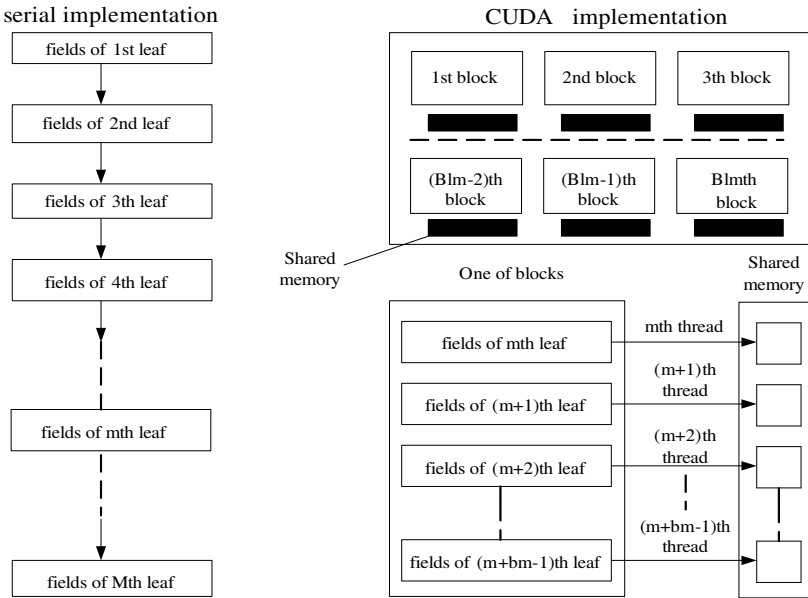 serial implementation
fields of 1st leaf
fields of 2nd leaf
fields of 3th leaf
fields of 4th leaf
fields of mth leaf
fields of Mth leaf
CUDA implementation
1st block
2nd block
3th block
(Blm-2)th
block
(Blm-1)th
block
Blmth
block
Shared
memory
One of blocks
Shared
memory
fields of mth leaf
mth thread
fields of (m+1)th leaf
(m+1)th
thread
fields of (m+2)th leaf
(m+2)th
thread
fields of (m+bm-1)th leaf
(m+bm-1)th
thread